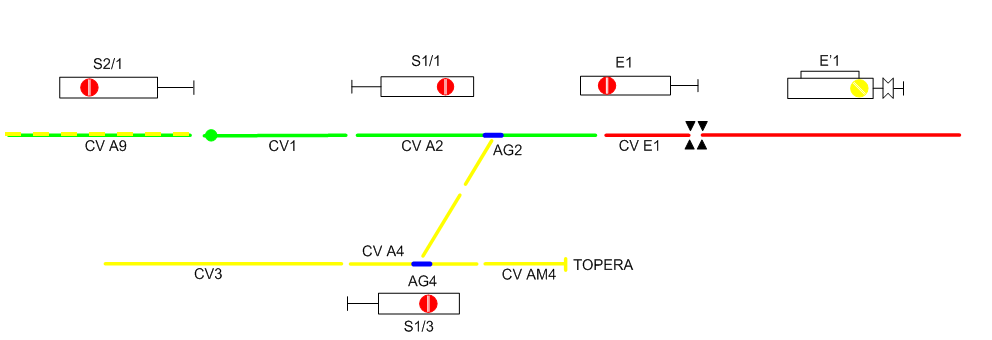 S2/1
S1/1
E1
E'1
CV A9
CV1
CV A2
AG2
CV E1
CV A4
CV3
AG4
CV AM4
TOPERA
S1/3